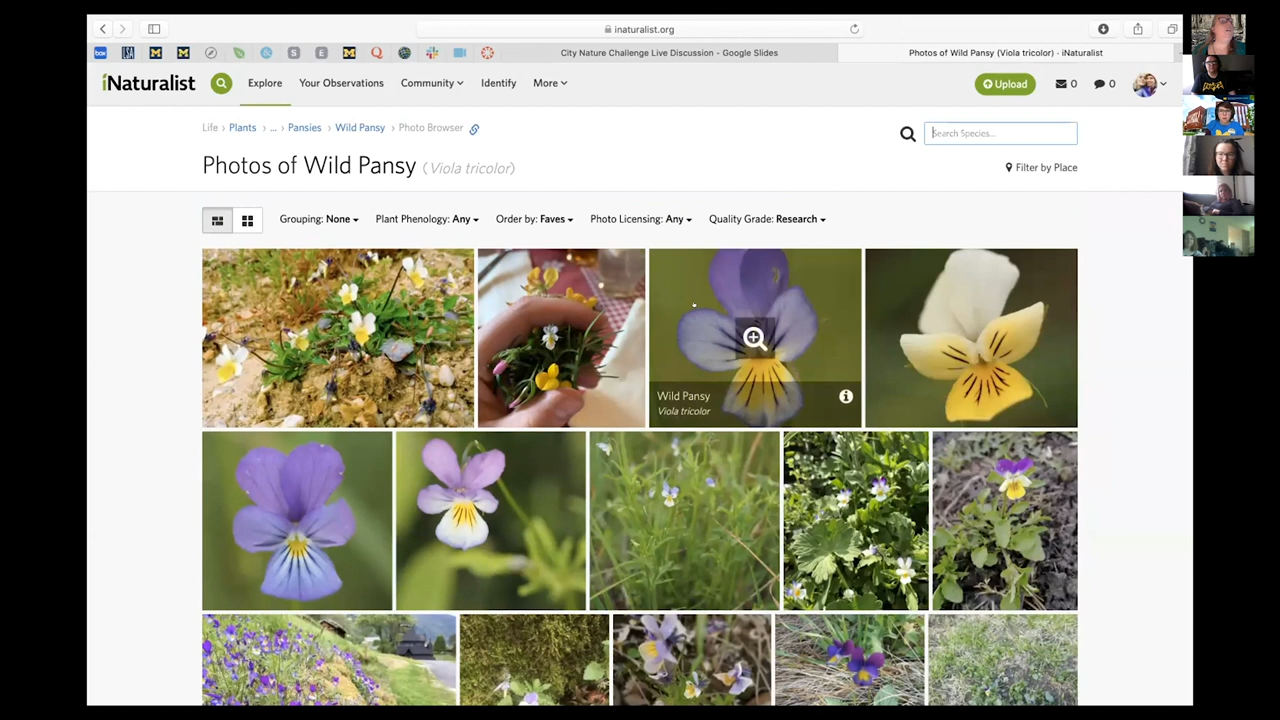 inaturalist.org
box LSA M M S E M Q
City Nature Challenge Live Discussion - Google Slides
Photos of Wild Pansy (Viola tricolor) - iNaturalist
iNaturalist Explore Your Observations Community Identify More Upload 0 0
Life › Plants › ... › Pansies › Wild Pansy › Photo Browser
Search Species...
Photos of Wild Pansy (Viola tricolor)
Filter by Place
Grouping: None Plant Phenology: Any Order by: Faves Photo Licensing: Any Quality Grade: Research
Wild Pansy
Viola tricolor